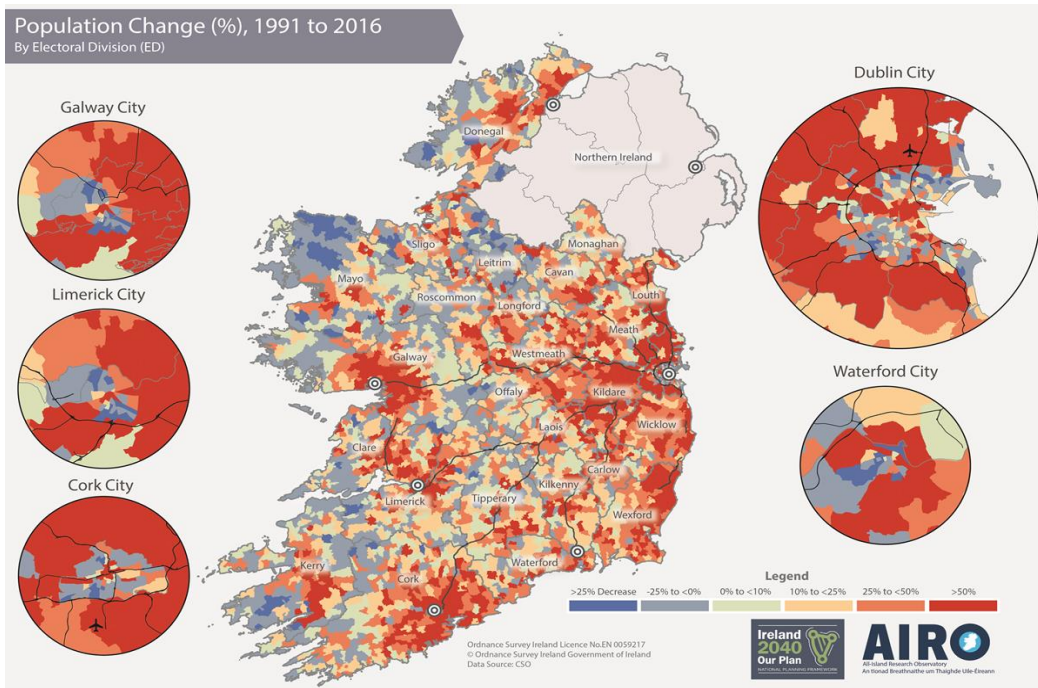 Population Change (%), 1991 to 2016
By Electoral Division (ED)
Galway City
Limerick City
Cork City
Dublin City
Waterford City
Donegal
Northern Ireland
Sligo
Leitrim
Monaghan
Cavan
Mayo
Roscommon
Longford
Louth
Meath
Galway
Westmeath
Offaly
Kildare
Laois
Wicklow
Clare
Carlow
Kilkenny
Limerick
Tipperary
Wexford
Kerry
Cork
Waterford
Legend
>25% Decrease
-25% to <0%
0% to <10%
10% to <25%
25% to <50%
>50%
Ordnance Survey Ireland Licence No.EN 0059217
© Ordnance Survey Ireland Government of Ireland
Data Source: CSO
Ireland
2040
Our Plan
NATIONAL PLANNING FRAMEWORK
AIRO
All-Island Research Observatory
An tIonad Breathnaithe um Thaighde Uile-Éireann